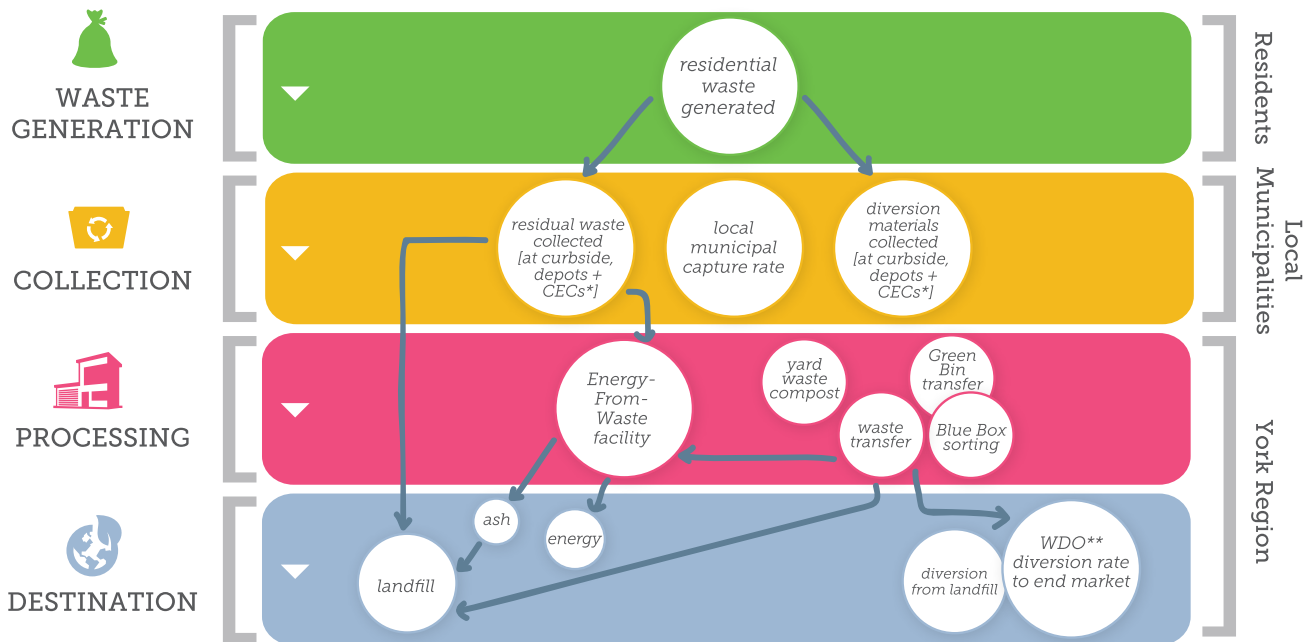 WASTE
GENERATION
residential
waste
generated
Residents
COLLECTION
residual waste
collected
[at curbside,
depots +
CECs*]
local
municipal
capture rate
diversion
materials
collected
[at curbside,
depots +
CECs*]
Local
Municipalities
PROCESSING
Energy-
From-
Waste
facility
yard
waste
compost
waste
transfer
Green
Bin
transfer
Blue Box
sorting
York Region
DESTINATION
landfill
ash
energy
diversion
from landfill
WDO**
diversion rate
to end market